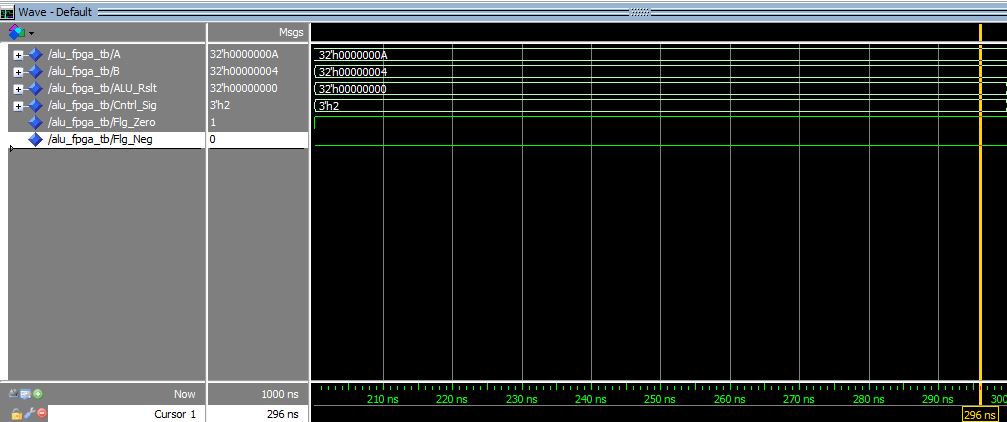 Wave - Default
Msgs
/alu_fpga_tb/A 32'h0000000A 32'h0000000A
/alu_fpga_tb/B 32'h00000004 32'h00000004
/alu_fpga_tb/ALU_Rslt 32'h00000000 32'h00000000
/alu_fpga_tb/Cntrl_Sig 3'h2 3'h2
/alu_fpga_tb/Flg_Zero 1
/alu_fpga_tb/Flg_Neg 0
Now 1000 ns 210 ns 220 ns 230 ns 240 ns 250 ns 260 ns 270 ns 280 ns 290 ns 300
Cursor 1 296 ns 296 ns